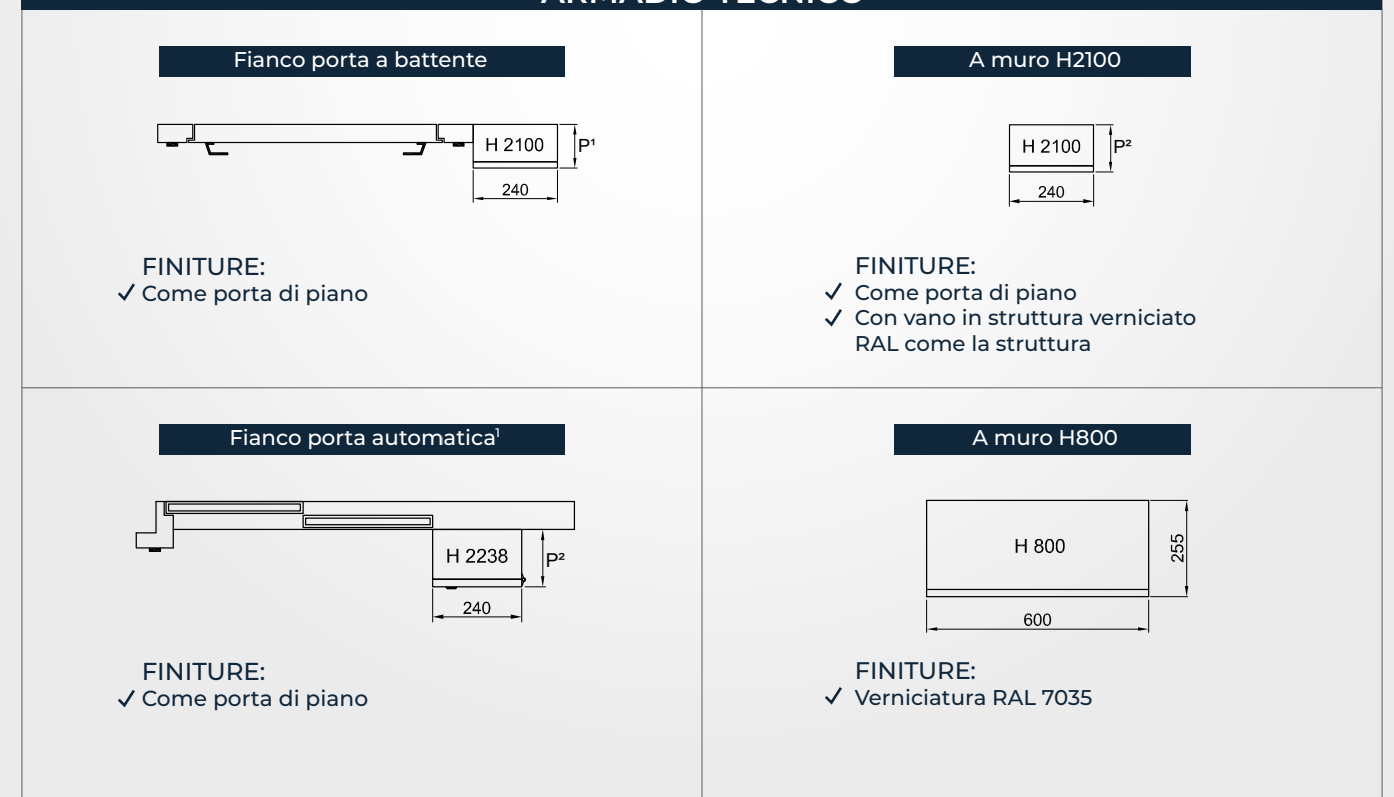 ARMADIO TECNICO
Fianco porta a battente
H 2100
P¹
240
FINITURE:
✓ Come porta di piano
A muro H2100
H 2100
P²
240
FINITURE:
✓ Come porta di piano
✓ Con vano in struttura verniciato
RAL come la struttura
Fianco porta automatica¹
H 2238
P²
240
FINITURE:
✓ Come porta di piano
A muro H800
H 800
255
600
FINITURE:
✓ Verniciatura RAL 7035